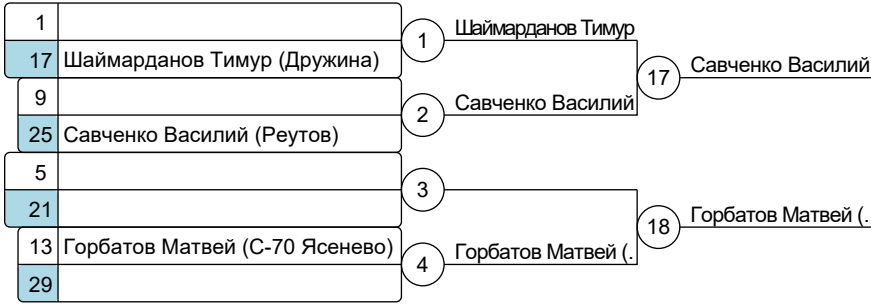 1
17 Шаймарданов Тимур (Дружина)
1
Шаймарданов Тимур
9
25 Савченко Василий (Реутов)
2
Савченко Василий
17
Савченко Василий
5
21
3
13 Горбатов Матвей (С-70 Ясенево)
29
4
Горбатов Матвей (.
18
Горбатов Матвей (.